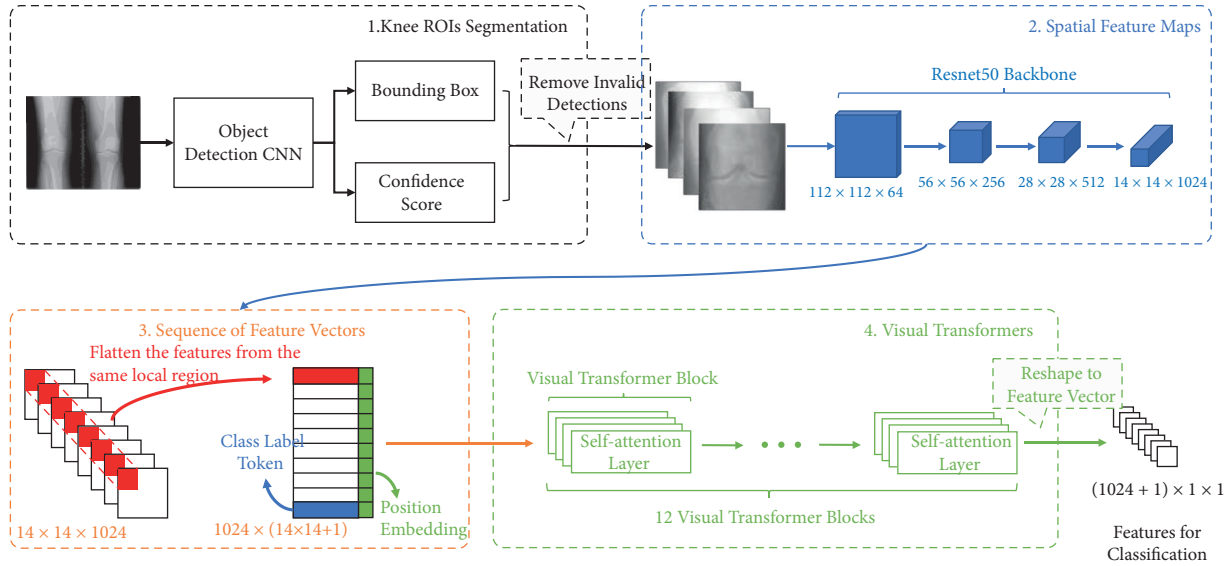 1.Knee ROIs Segmentation
Object
Detection CNN
Bounding Box
Confidence
Score
Remove Invalid
Detections
2. Spatial Feature Maps
Resnet50 Backbone
112 × 112 × 64
56 × 56 × 256
28 × 28 × 512
14 × 14 × 1024
3. Sequence of Feature Vectors
Flatten the features from the
same local region
Class Label
Token
Position
Embedding
14 × 14 × 1024
1024 × (14×14+1)
4. Visual Transformers
Visual Transformer Block
Self-attention
Layer
Self-attention
Layer
12 Visual Transformer Blocks
Reshape to
Feature Vector
(1024 + 1) × 1 × 1
Features for
Classification